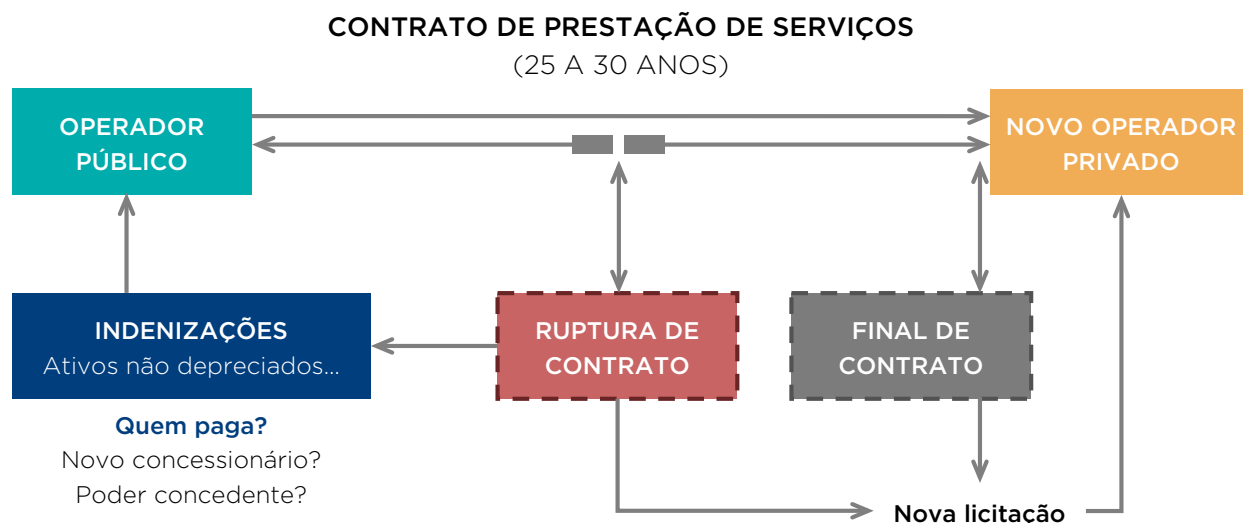 CONTRATO DE PRESTAÇÃO DE SERVIÇOS
(25 A 30 ANOS)
OPERADOR
PÚBLICO
NOVO OPERADOR
PRIVADO
INDENIZAÇÕES
Ativos não depreciados...
RUPTURA DE
CONTRATO
FINAL DE
CONTRATO
Quem paga?
Novo concessionário?
Poder concedente?
Nova licitação